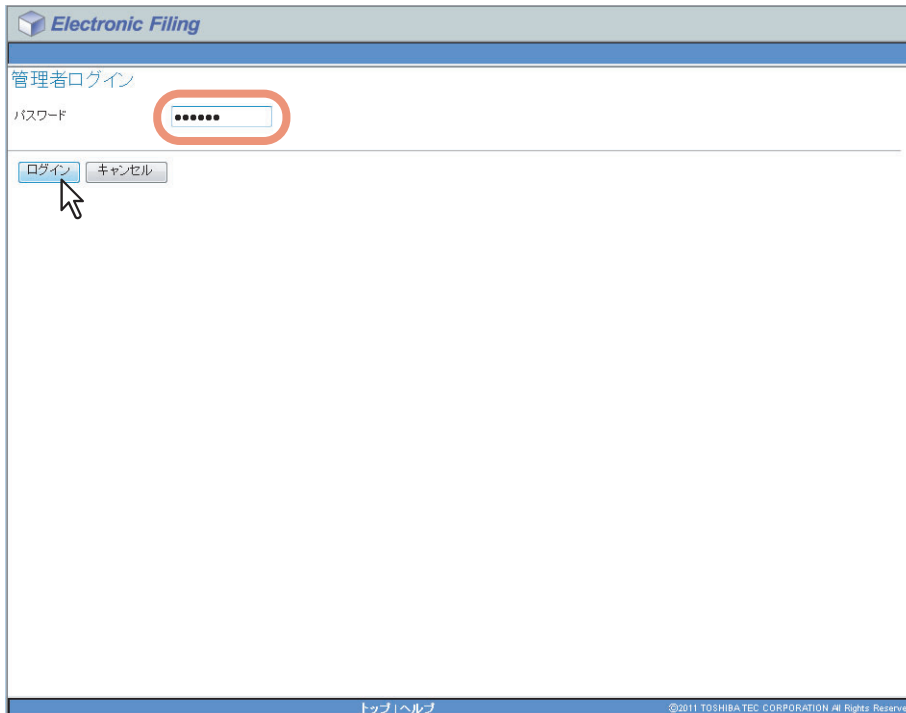 Electronic Filing
管理者ログイン
パスワード ••••••
ログイン キャンセル
トップ | ヘルプ ©2011 TOSHIBA TEC CORPORATION All Rights Reserve